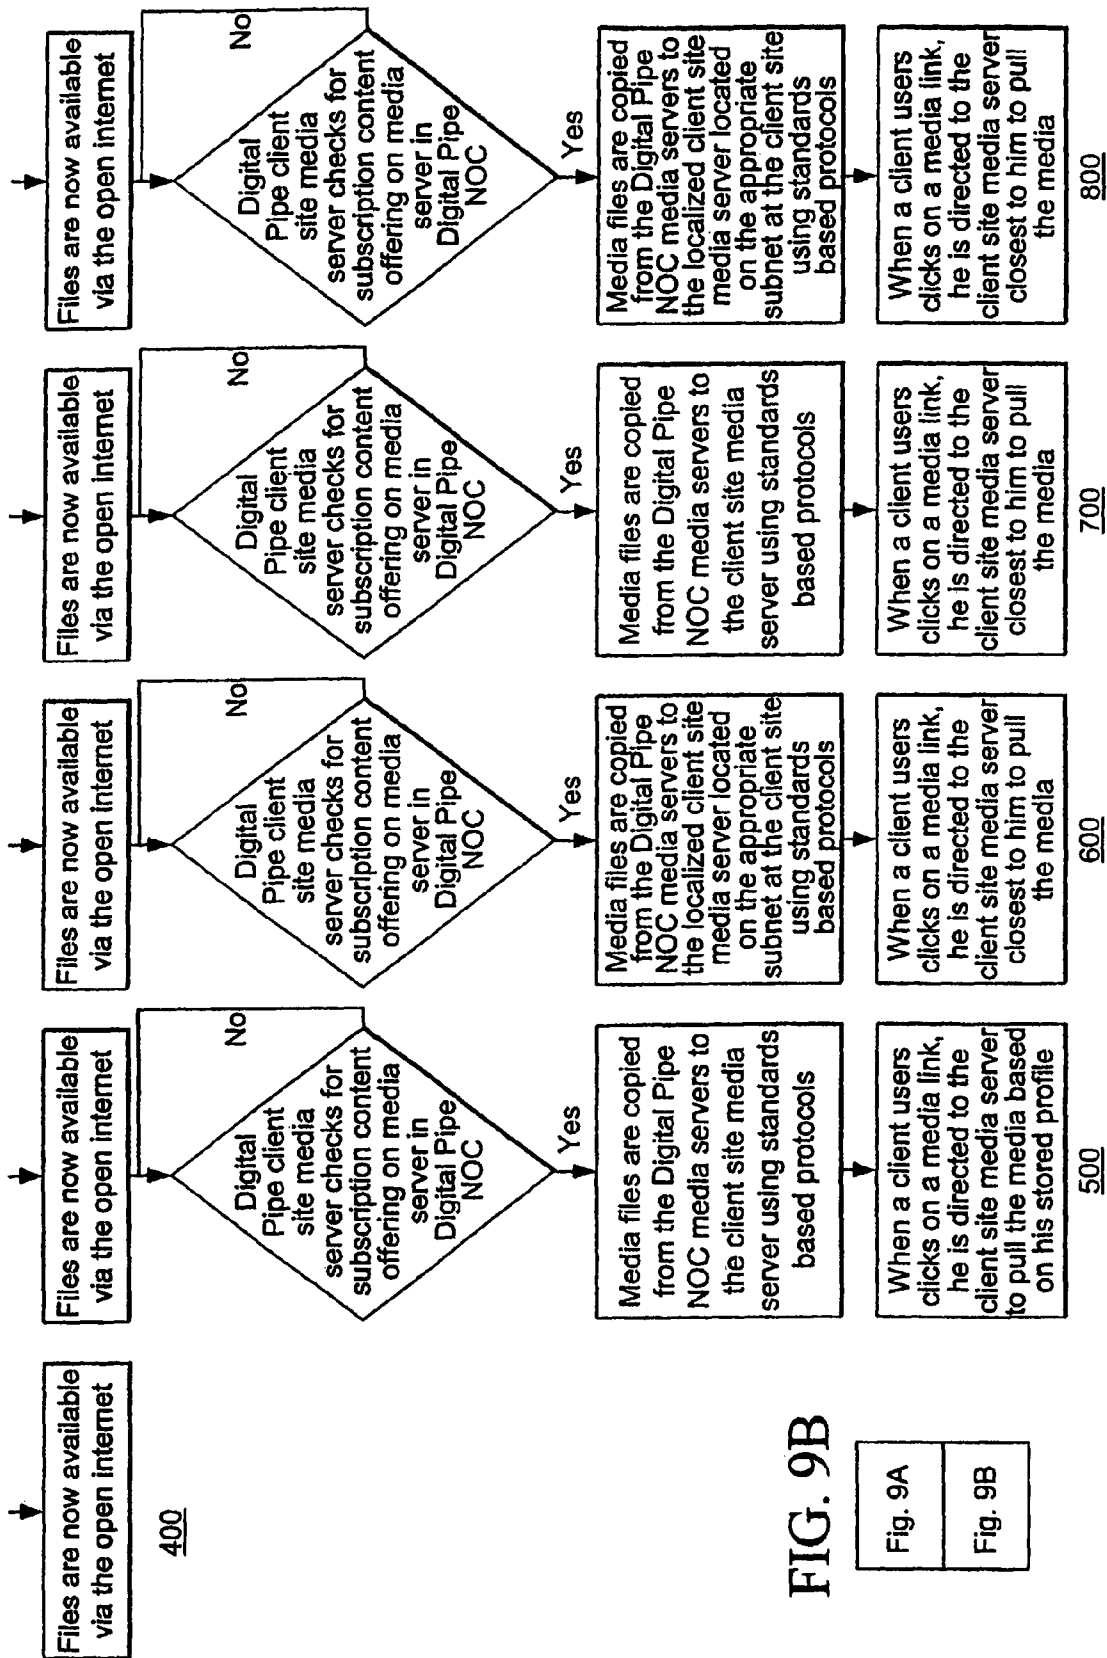 Files are now available
via the open internet
400
Files are now available
via the open internet
No
Digital
Pipe client
site media
server checks for
subscription content
offering on media
server in
Digital Pipe
NOC
Yes
Media files are copied
from the Digital Pipe
NOC media servers to
the client site media
server using standards
based protocols
When a client users
clicks on a media link,
he is directed to the
client site media server
to pull the media based
on his stored profile
500
Files are now available
via the open internet
No
Digital
Pipe client
site media
server checks for
subscription content
offering on media
server in
Digital Pipe
NOC
Yes
Media files are copied
from the Digital Pipe
NOC media servers to
the localized client site
media server located
on the appropriate
subnet at the client site
using standards
based protocols
When a client users
clicks on a media link,
he is directed to the
client site media server
closest to him to pull
the media
600
Files are now available
via the open internet
No
Digital
Pipe client
site media
server checks for
subscription content
offering on media
server in
Digital Pipe
NOC
Yes
Media files are copied
from the Digital Pipe
NOC media servers to
the client site media
server using standards
based protocols
When a client users
clicks on a media link,
he is directed to the
client site media server
closest to him to pull
the media
700
Files are now available
via the open internet
No
Digital
Pipe client
site media
server checks for
subscription content
offering on media
server in
Digital Pipe
NOC
Yes
Media files are copied
from the Digital Pipe
NOC media servers to
the localized client site
media server located
on the appropriate
subnet at the client site
using standards
based protocols
When a client users
clicks on a media link,
he is directed to the
client site media server
closest to him to pull
the media
800
FIG. 9B
Fig. 9A
Fig. 9B